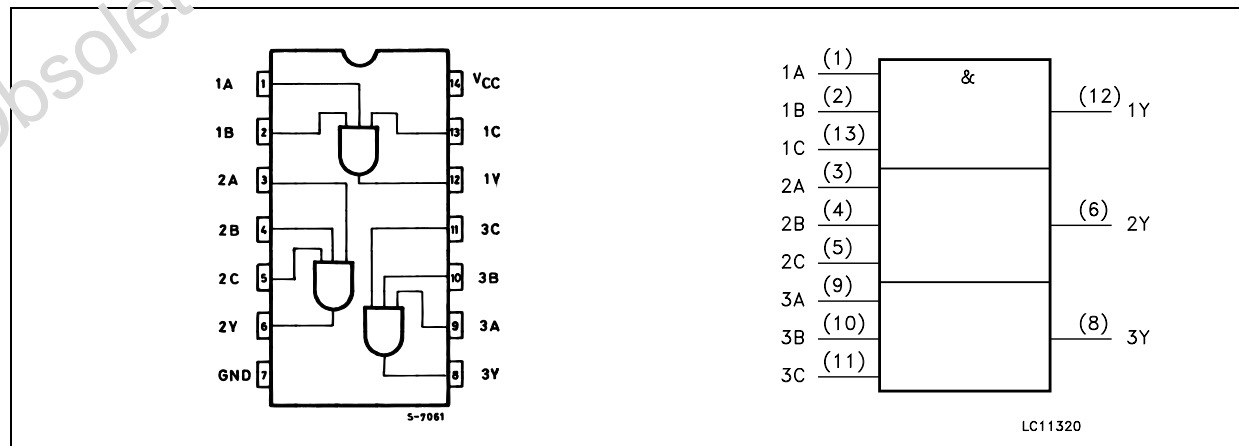 obsolet
1A 1 14 VCC
1B 2 13 1C
2A 3 12 1V
2B 4 11 3C
2C 5 10 3B
2Y 6 9 3A
GND 7 8 3Y
S-7061
&
1A (1)
1B (2) (12) 1Y
1C (13)
2A (3)
2B (4) (6) 2Y
2C (5)
3A (9)
3B (10) (8) 3Y
3C (11)
LC11320